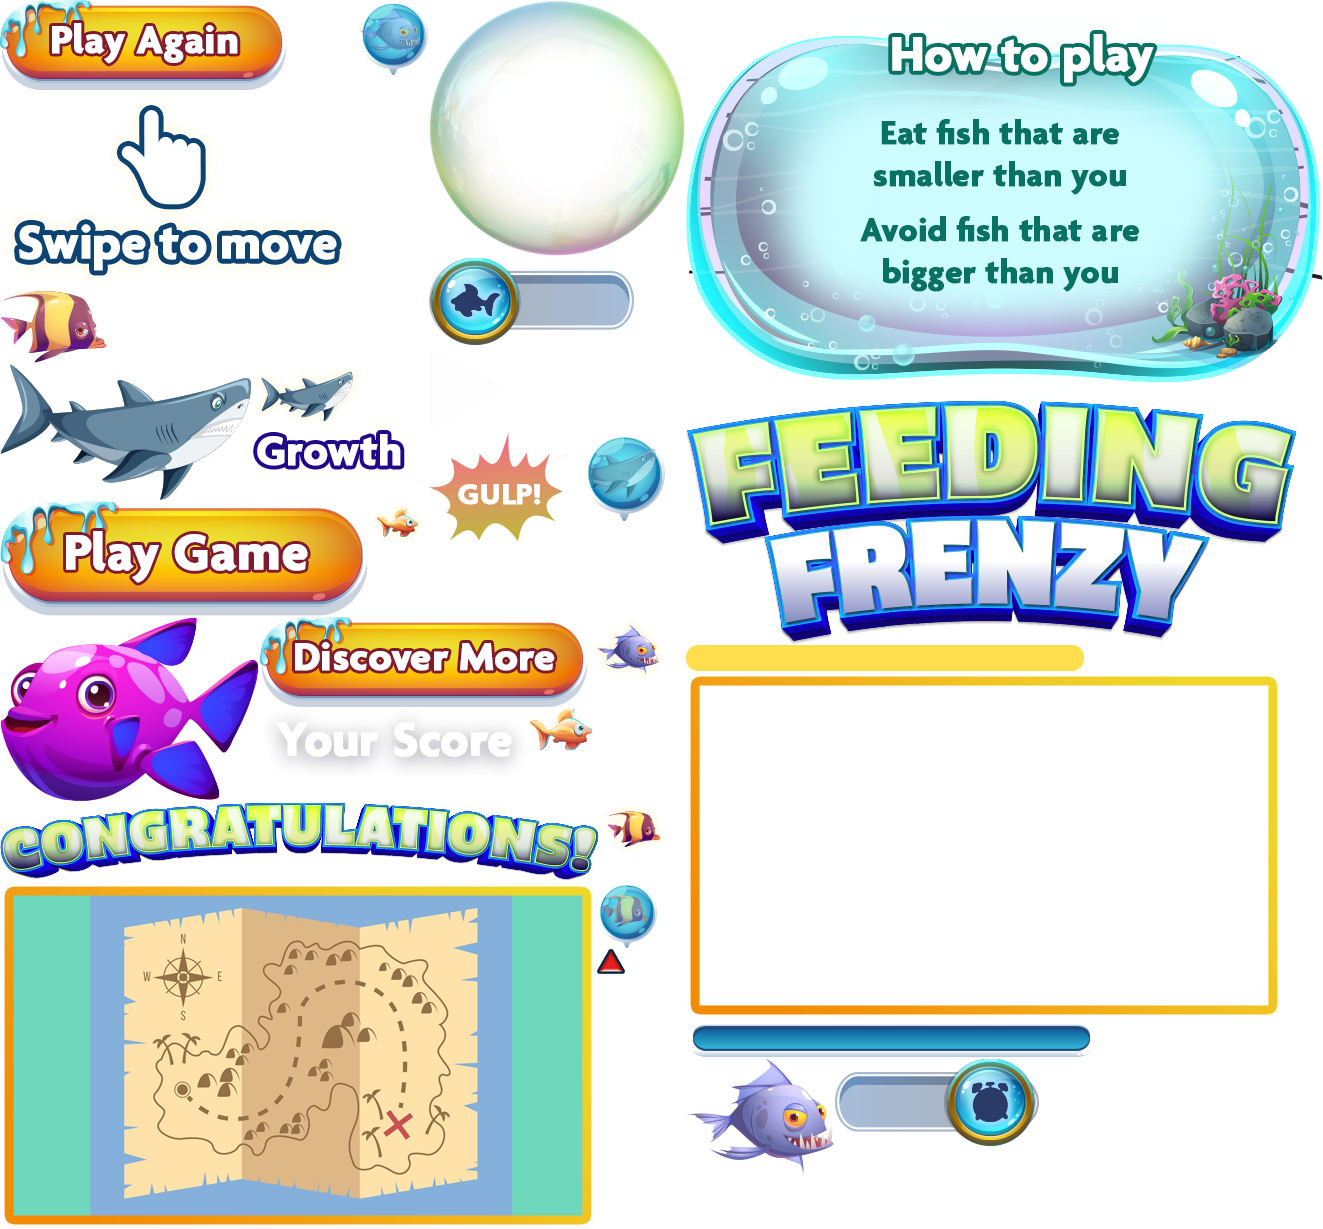 Play Again
Swipe to move
Growth
GULP!
Play Game
Discover More
Your Score
CONGRATULATIONS!
N
W E
S
How to play
Eat fish that are
smaller than you
Avoid fish that are
bigger than you
FEEDING
FRENZY